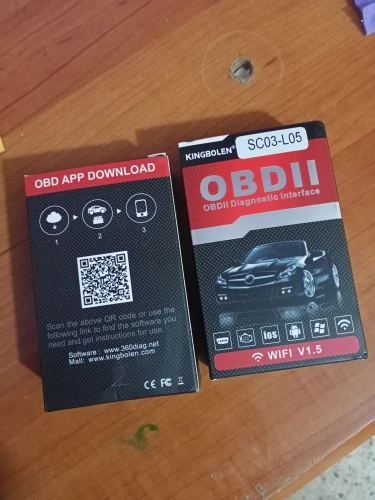 OBD APP DOWNLOAD
1 2 3
Scan the above QR code or use the
following link to find the software you
need and get instructions for use.
Software : www.360diag.net
Mall: www.kingbolen.com
CE FC
KINGBOLEN®
SC03-L05
OBDII
OBDII Diagnostic Interface
ios
WIFI V1.5